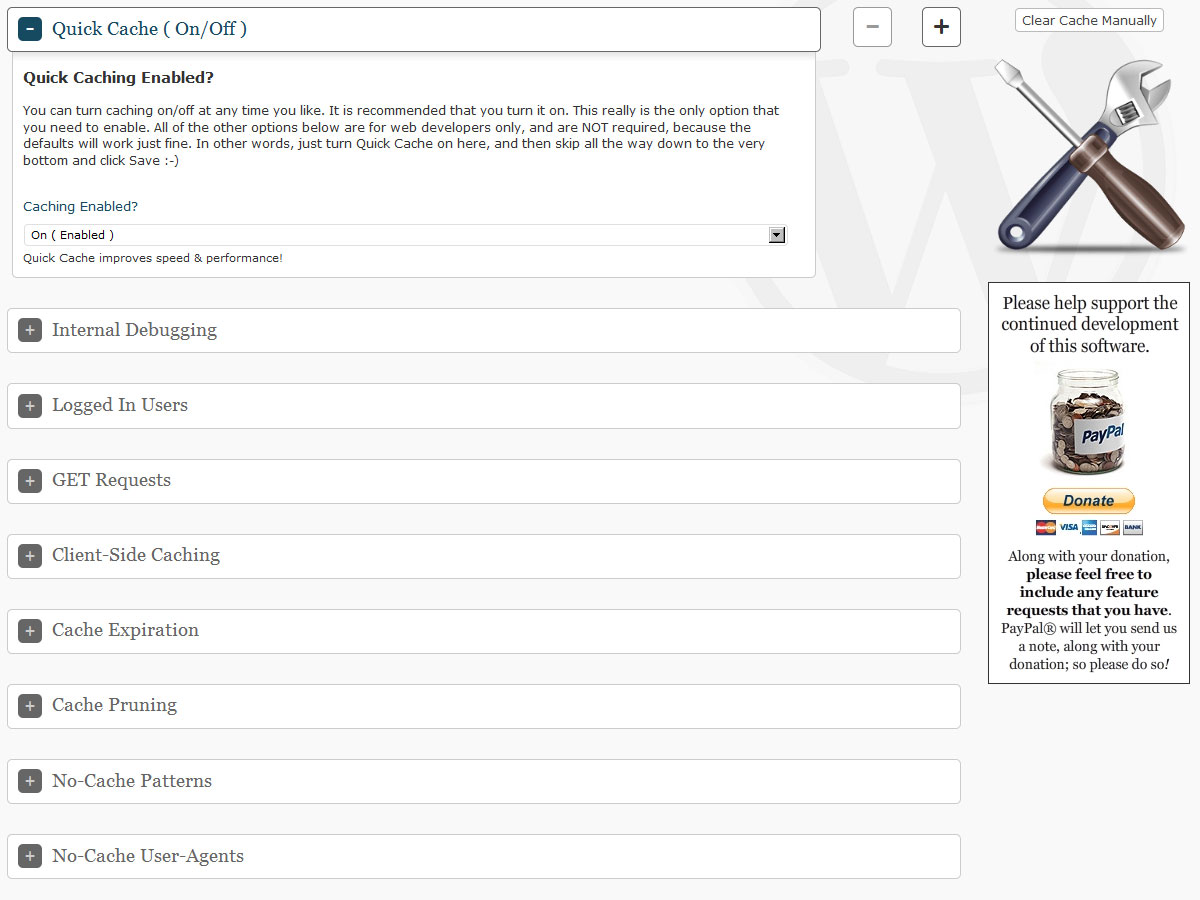 Quick Cache ( On/Off )
Clear Cache Manually
Quick Caching Enabled?
You can turn caching on/off at any time you like. It is recommended that you turn it on. This really is the only option that
you need to enable. All of the other options below are for web developers only, and are NOT required, because the
defaults will work just fine. In other words, just turn Quick Cache on here, and then skip all the way down to the very
bottom and click Save :-)
Caching Enabled?
On ( Enabled )
Quick Cache improves speed & performance!
Internal Debugging
Logged In Users
GET Requests
Client-Side Caching
Cache Expiration
Cache Pruning
No-Cache Patterns
No-Cache User-Agents
Please help support the
continued development
of this software.
PayPal
Donate
VISA
BANK
Along with your donation,
please feel free to
include any feature
requests that you have.
PayPal® will let you send us
a note, along with your
donation; so please do so!